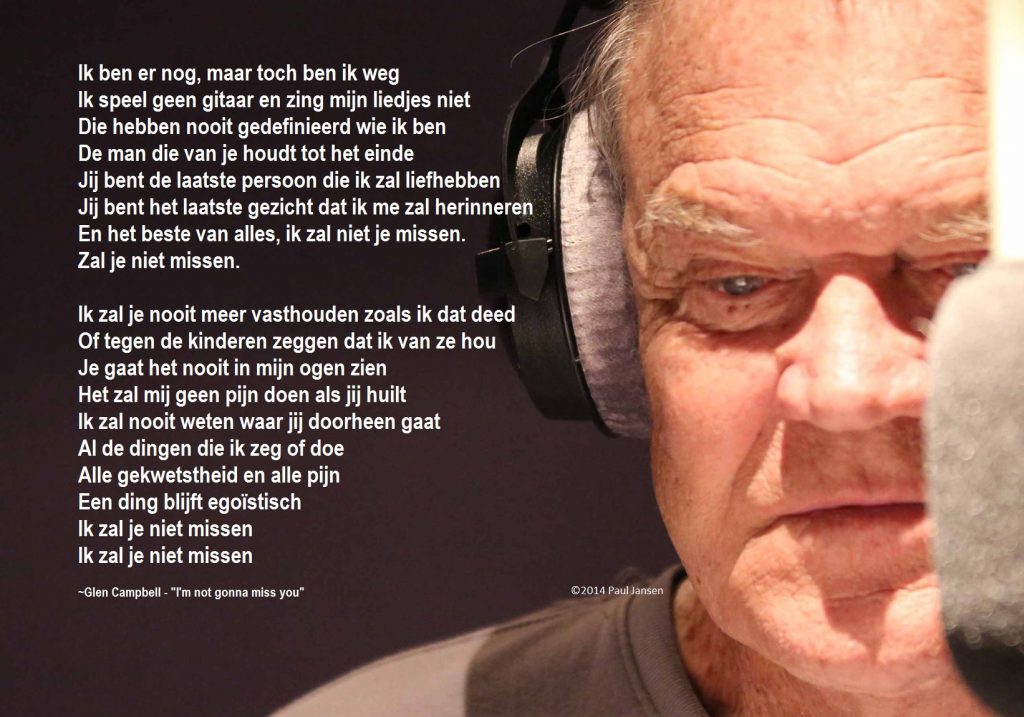 Ik ben er nog, maar toch ben ik weg
Ik speel geen gitaar en zing mijn liedjes niet
Die hebben nooit gedefinieerd wie ik ben
De man die van je houdt tot het einde
Jij bent de laatste persoon die ik zal liefhebben
Jij bent het laatste gezicht dat ik me zal herinneren
En het beste van alles, ik zal niet je missen.
Zal je niet missen.

Ik zal je nooit meer vasthouden zoals ik dat deed
Of tegen de kinderen zeggen dat ik van ze hou
Je gaat het nooit in mijn ogen zien
Het zal mij geen pijn doen als jij huilt
Ik zal nooit weten waar jij doorheen gaat
Al de dingen die ik zeg of doe
Alle gekwetstheid en alle pijn
Een ding blijft egoïstisch
Ik zal je niet missen
Ik zal je niet missen

~Glen Campbell - "I'm not gonna miss you"
©2014 Paul Jansen